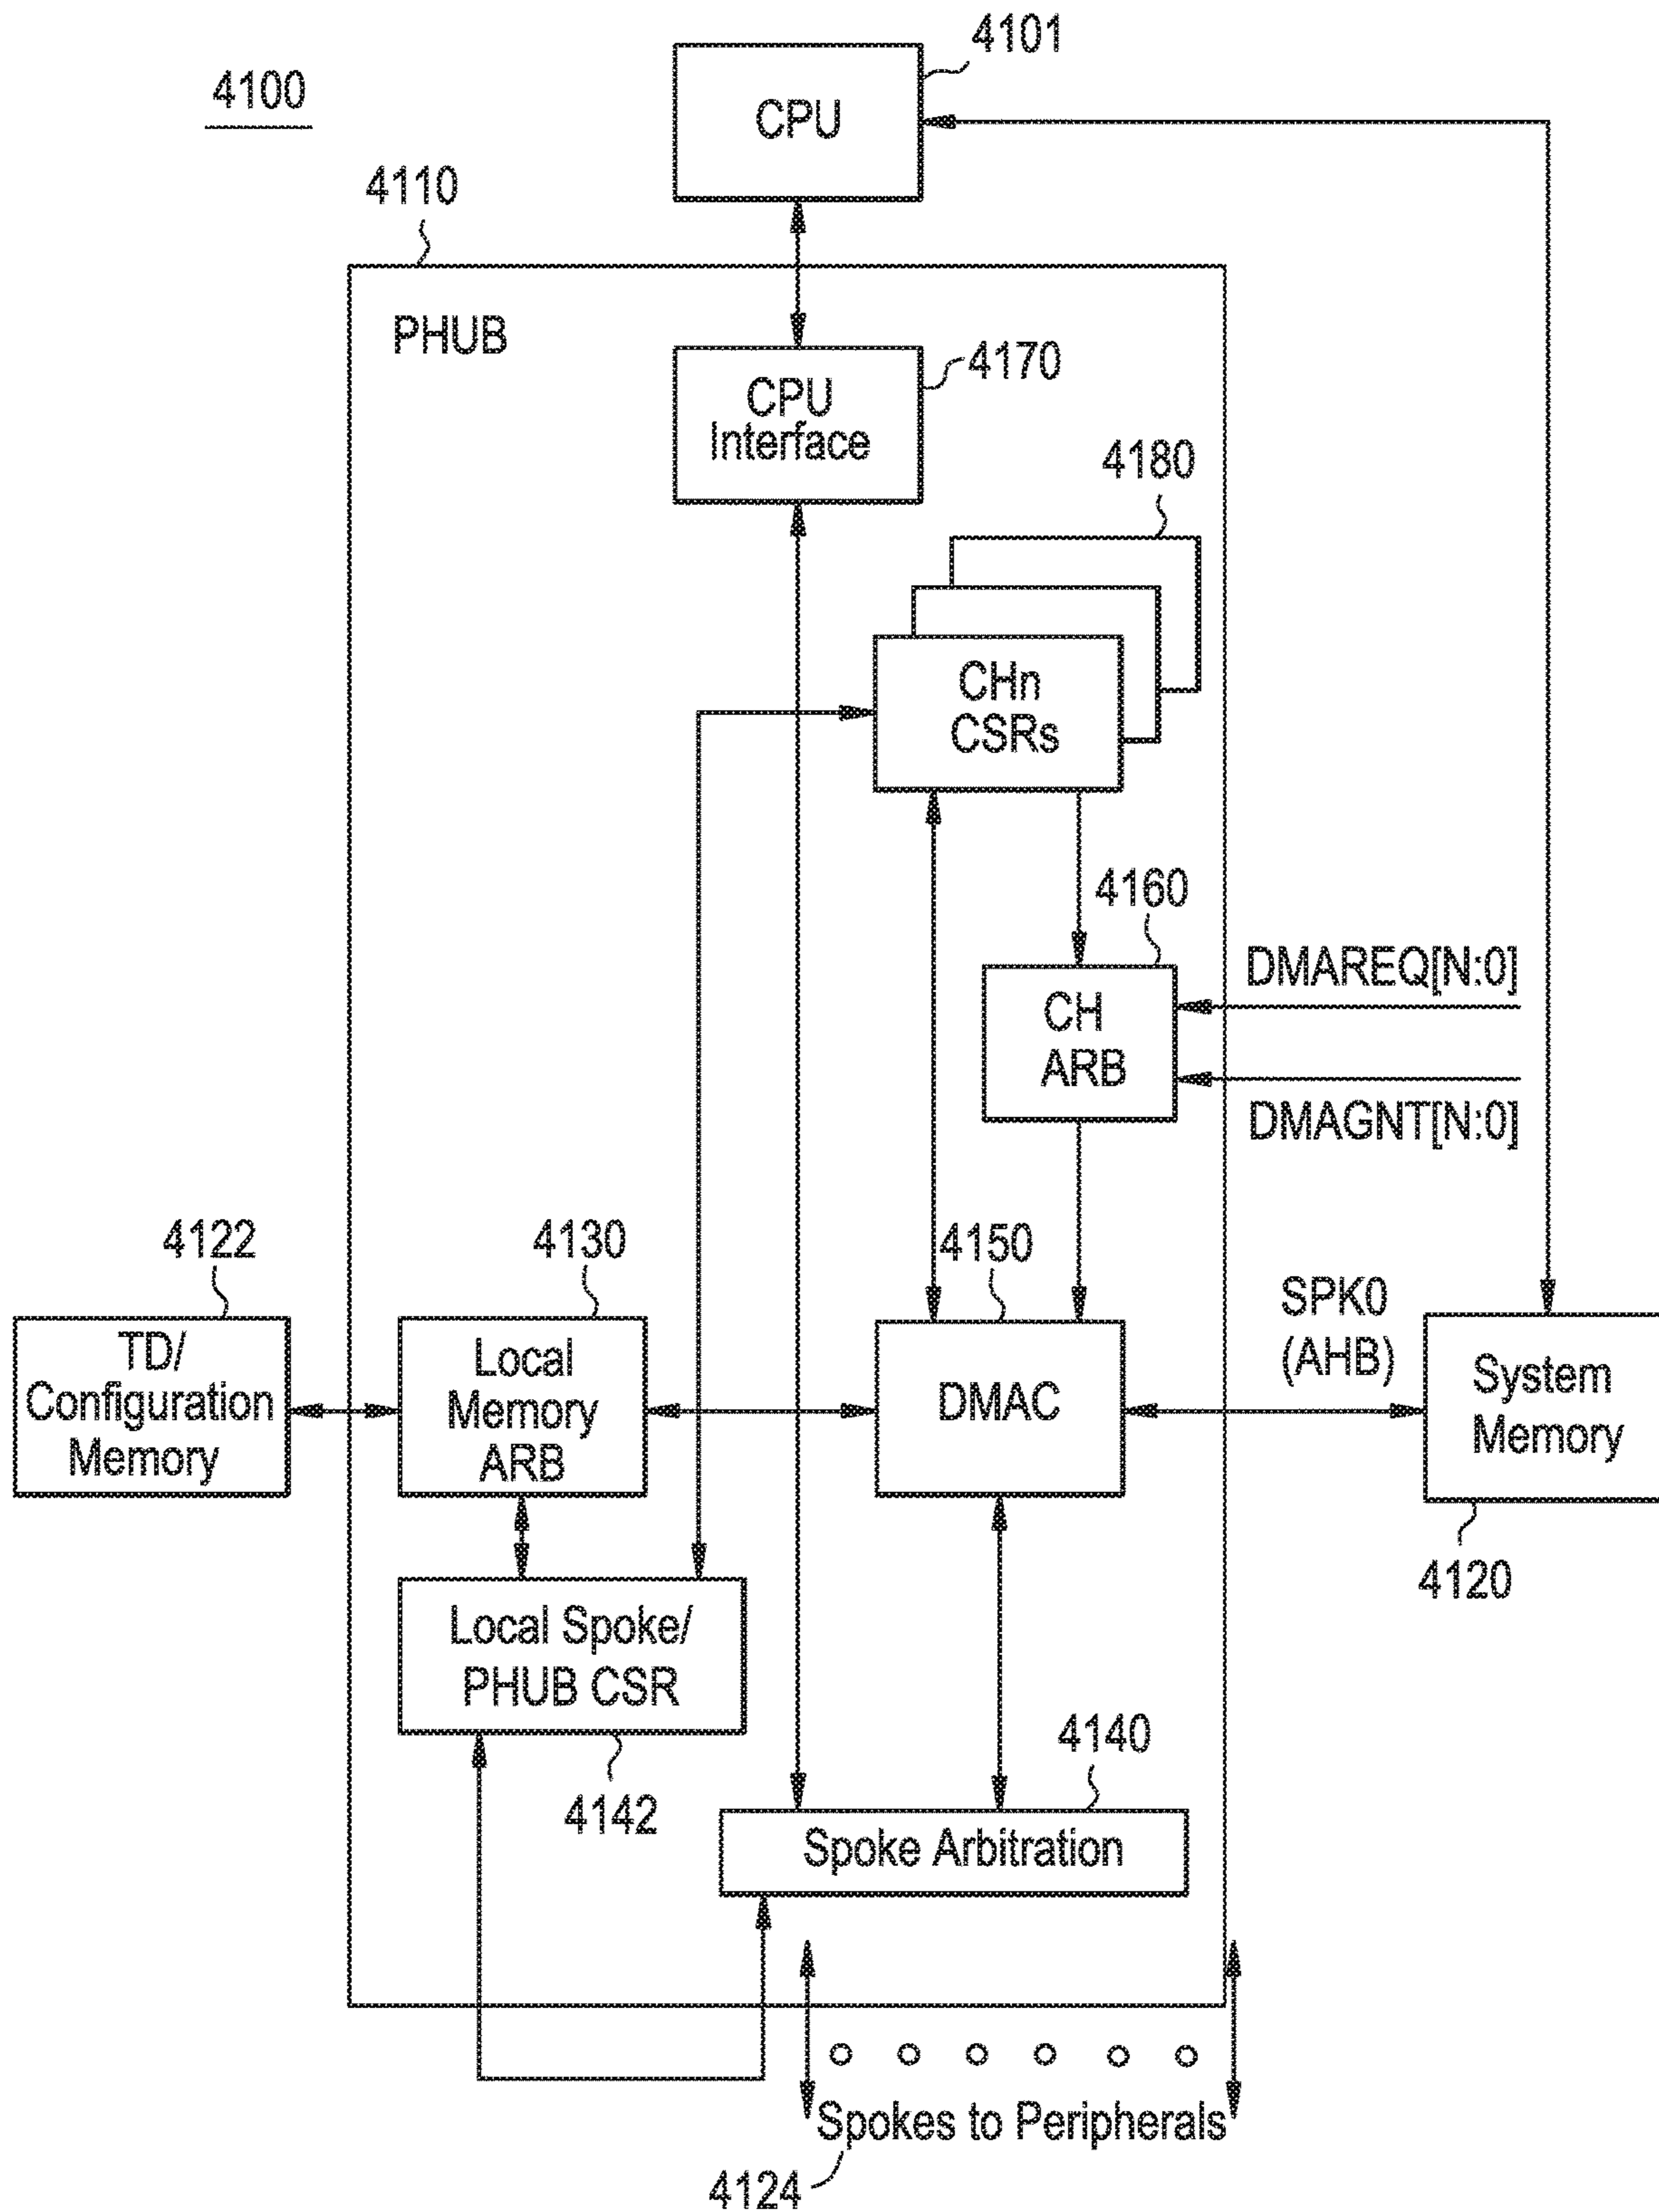 4101
4100
CPU
4110
PHUB
4170
CPU
Interface
4180
CHn
CSRs
4160
DMAREQ[N:0]
CH
ARB
DMAGNT[N:0]
4122
4130
4150
SPK0
(AHB)
TD/
Configuration
Memory
Local
Memory
ARB
DMAC
System
Memory
4120
Local Spoke/
PHUB CSR
4140
4142
Spoke Arbitration
Spokes to Peripherals
4124